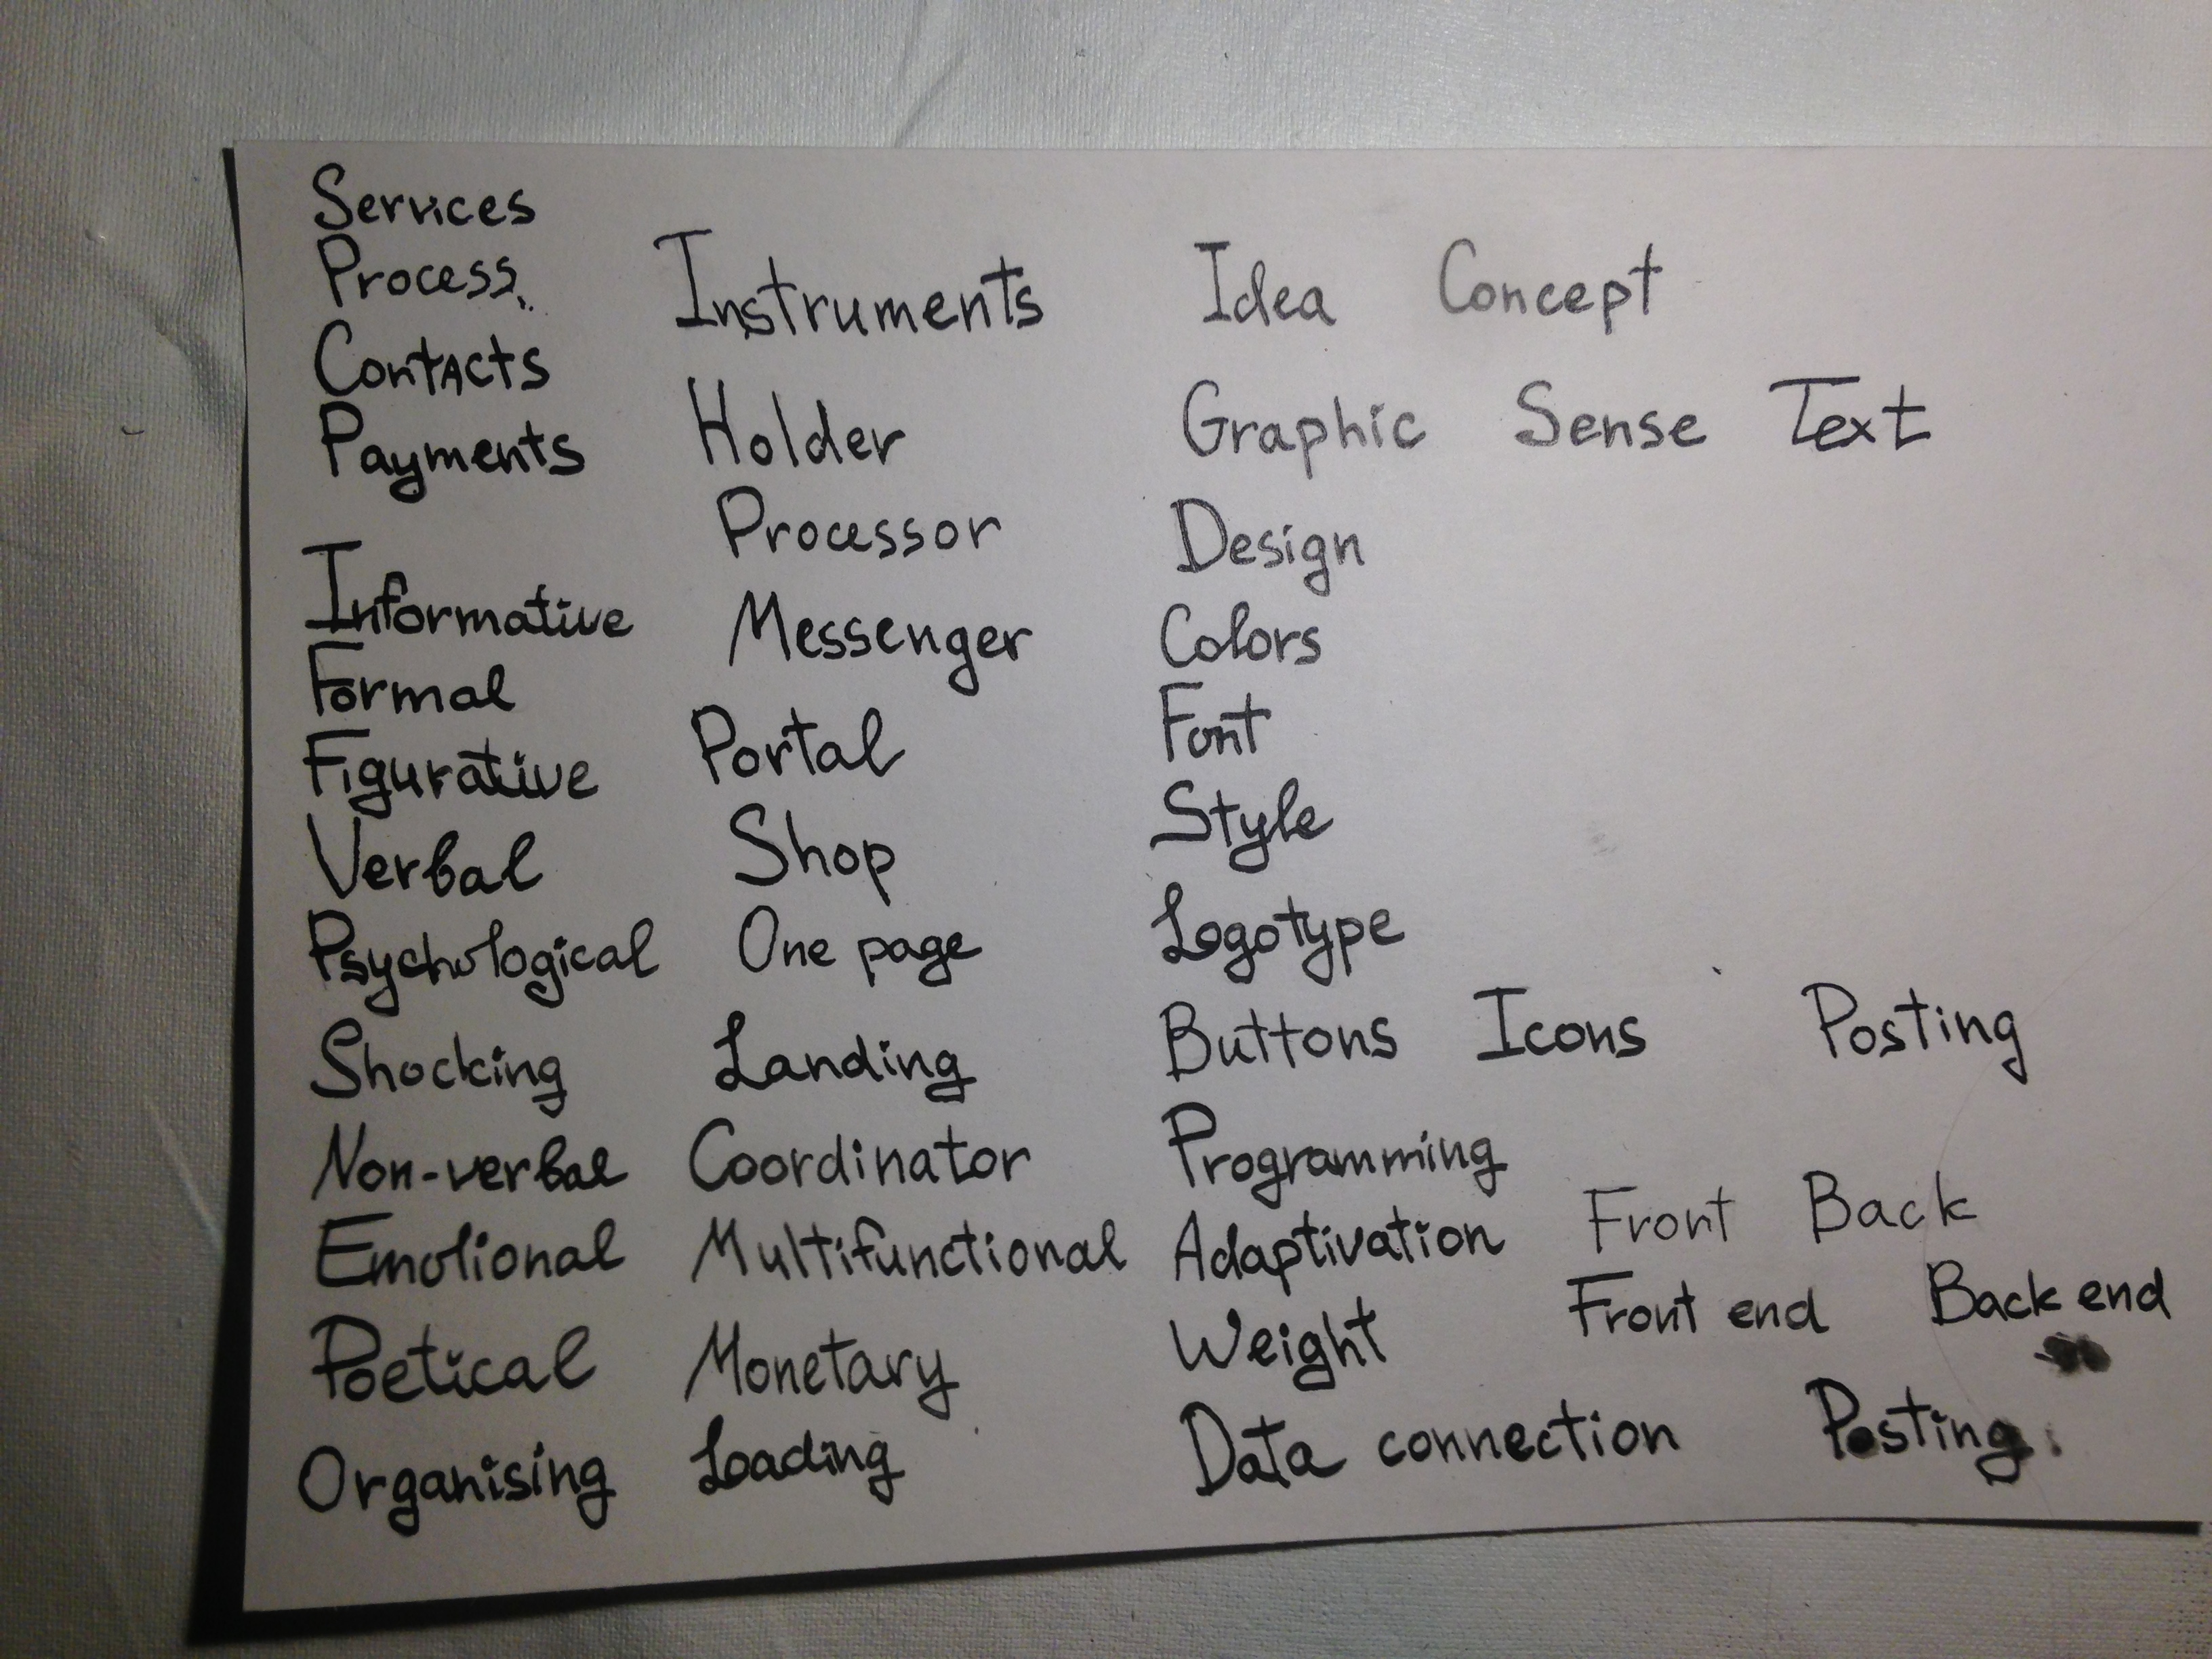 Services
Process. Instruments Idea Concept
Contacts
Payments Holder Graphic Sense Text
Processor Design
Informative Messenger Colors
Formal
Figurative Portal Font
Verbal Shop Style
Psychological One page Logotype
Shocking Landing Buttons Icons Posting
Non-verbal Coordinator Programming
Emotional Multifunctional Adaptivation Front Back
Poetical Monetary Weight Front end Back end
Organising Loading Data connection Posting.